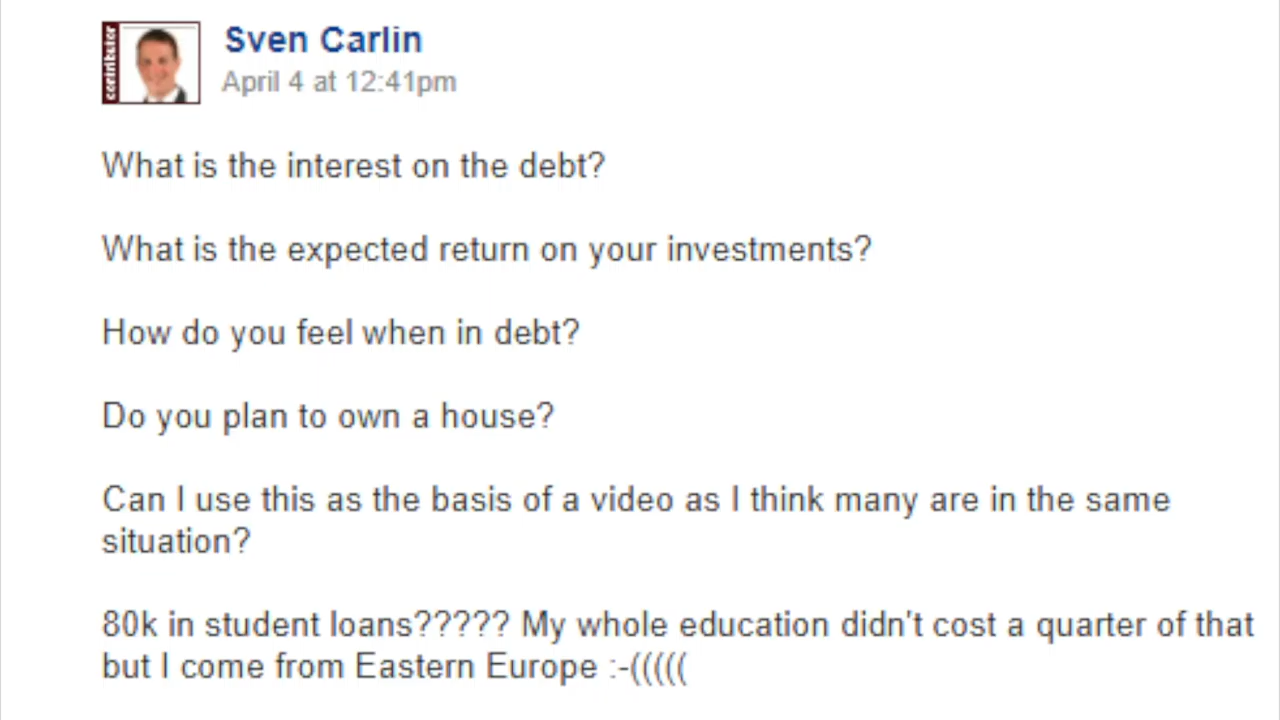 contributor
Sven Carlin
April 4 at 12:41pm
What is the interest on the debt?
What is the expected return on your investments?
How do you feel when in debt?
Do you plan to own a house?
Can I use this as the basis of a video as I think many are in the same
situation?
80k in student loans????? My whole education didn't cost a quarter of that
but I come from Eastern Europe :-(((((